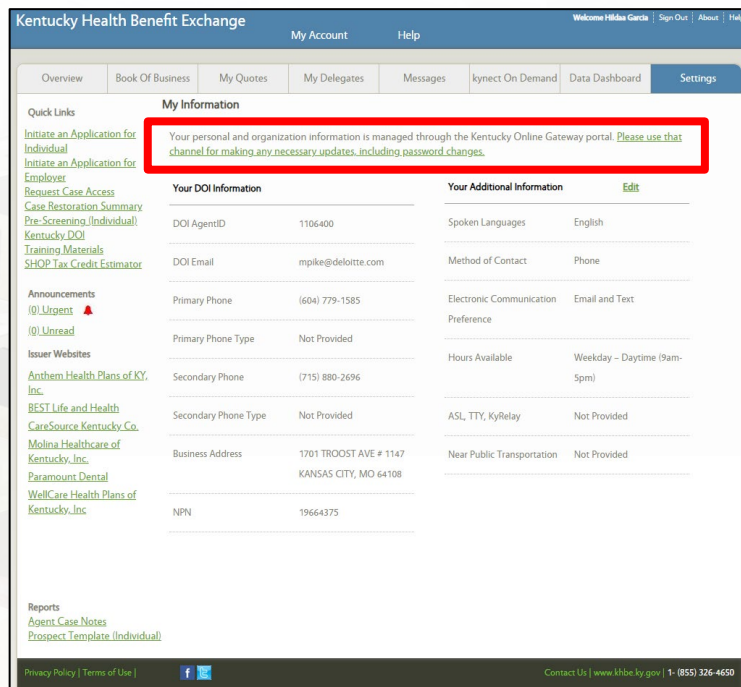 Kentucky Health Benefit Exchange
Welcome Hildaa Garcia | Sign Out | About | Help
My Account Help
Overview Book Of Business My Quotes My Delegates Messages kynect On Demand Data Dashboard Settings
Quick Links
Initiate an Application for
Individual
Initiate an Application for
Employer
Request Case Access
Case Restoration Summary
Pre-Screening (Individual)
Kentucky DOI
Training Materials
SHOP Tax Credit Estimator
Announcements
(0) Urgent
(0) Unread
Issuer Websites
Anthem Health Plans of KY,
Inc.
BEST Life and Health
CareSource Kentucky Co.
Molina Healthcare of
Kentucky, Inc.
Paramount Dental
WellCare Health Plans of
Kentucky, Inc
Reports
Agent Case Notes
Prospect Template (Individual)
My Information
Your personal and organization information is managed through the Kentucky Online Gateway portal. Please use that
channel for making any necessary updates, including password changes.
Your DOI Information
DOI AgentID 1106400
DOI Email mpike@deloitte.com
Primary Phone (604) 779-1585
Primary Phone Type Not Provided
Secondary Phone (715) 880-2696
Secondary Phone Type Not Provided
Business Address 1701 TROOST AVE # 1147
KANSAS CITY, MO 64108
NPN 19664375
Your Additional Information Edit
Spoken Languages English
Method of Contact Phone
Electronic Communication Email and Text
Preference
Hours Available Weekday – Daytime (9am-
5pm)
ASL, TTY, KyRelay Not Provided
Near Public Transportation Not Provided
Privacy Policy | Terms of Use |
Contact Us | www.khbe.ky.gov | 1- (855) 326-4650